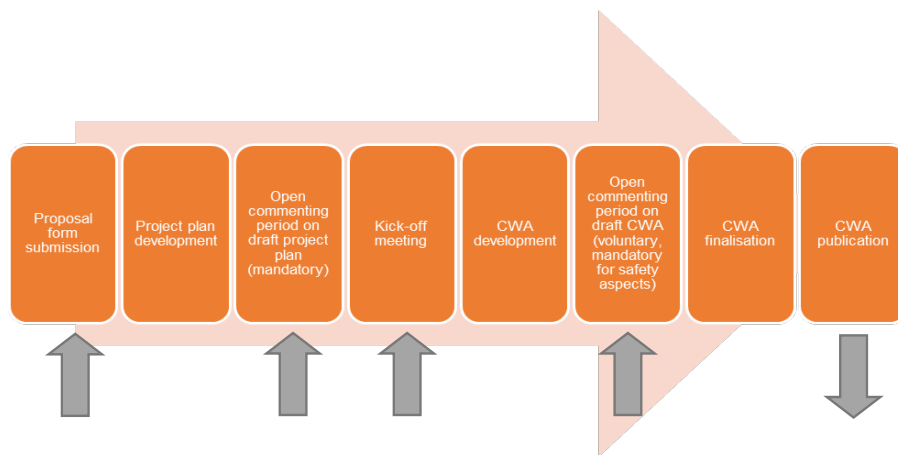 Proposal
form
submission
Project plan
development
Open
commenting
period on
draft project
plan
(mandatory)
Kick-off
meeting
CWA
development
Open
commenting
period on
draft CWA
(voluntary,
mandatory
for safety
aspects)
CWA
finalisation
CWA
publication